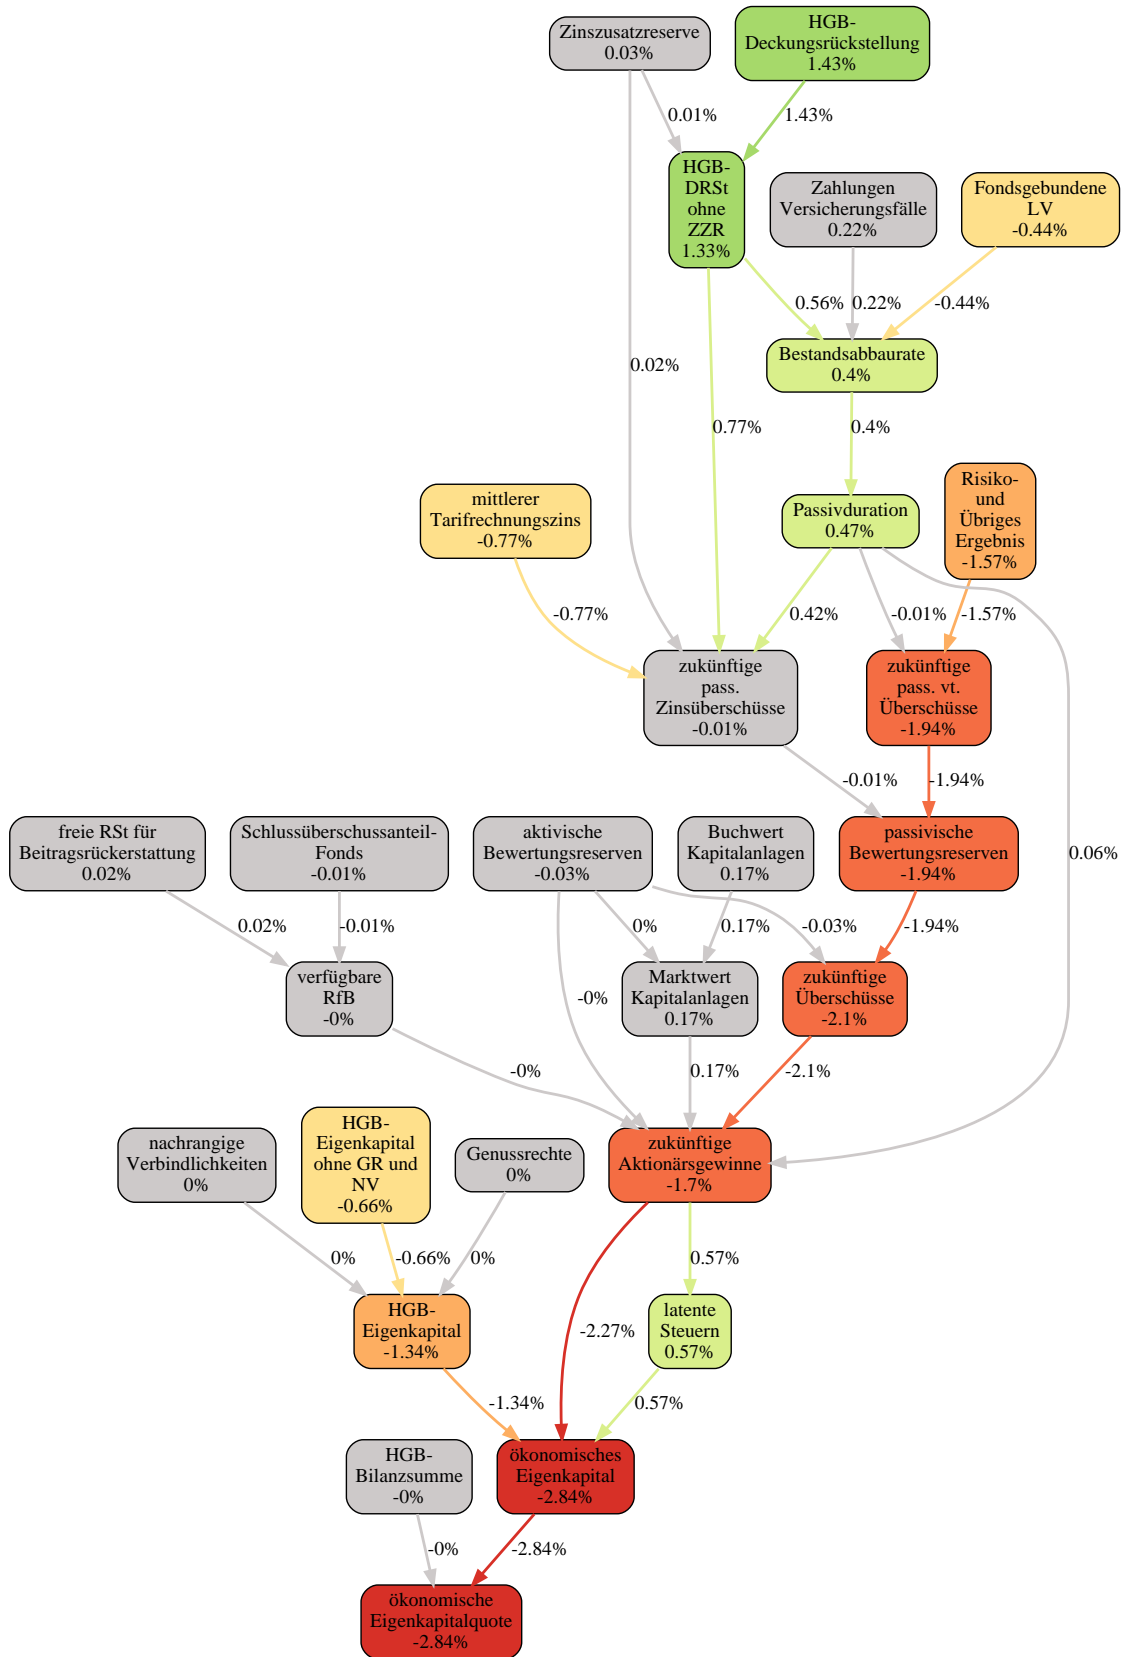 Zinszusatzreserve
0.03%
HGB-
Deckungsrückstellung
1.43%
0.01%
1.43%
HGB-
DRSt
ohne
ZZR
1.33%
Zahlungen
Versicherungsfälle
0.22%
Fondsgebundene
LV
-0.44%
0.56%
0.22%
-0.44%
Bestandsabbaurate
0.4%
0.02%
0.77%
0.4%
mittlerer
Tarifrechnungszins
-0.77%
Passivduration
0.47%
Risiko-
und
Übriges
Ergebnis
-1.57%
-0.77%
0.42%
-0.01%
-1.57%
zukünftige
pass.
Zinsüberschüsse
-0.01%
zukünftige
pass. vt.
Überschüsse
-1.94%
-0.01%
-1.94%
freie RSt für
Beitragsrückerstattung
0.02%
Schlussüberschussanteil-
Fonds
-0.01%
aktivische
Bewertungsreserven
-0.03%
Buchwert
Kapitalanlagen
0.17%
passivische
Bewertungsreserven
-1.94%
0.06%
0.02%
-0.01%
0%
0.17%
-0.03%
-1.94%
verfügbare
RfB
-0%
-0%
Marktwert
Kapitalanlagen
0.17%
zukünftige
Überschüsse
-2.1%
-0%
0.17%
-2.1%
nachrangige
Verbindlichkeiten
0%
HGB-
Eigenkapital
ohne GR und
NV
-0.66%
Genussrechte
0%
zukünftige
Aktionärsgewinne
-1.7%
0%
-0.66%
0%
0.57%
HGB-
Eigenkapital
-1.34%
-2.27%
latente
Steuern
0.57%
-1.34%
0.57%
HGB-
Bilanzsumme
-0%
ökonomisches
Eigenkapital
-2.84%
-0%
-2.84%
ökonomische
Eigenkapitalquote
-2.84%